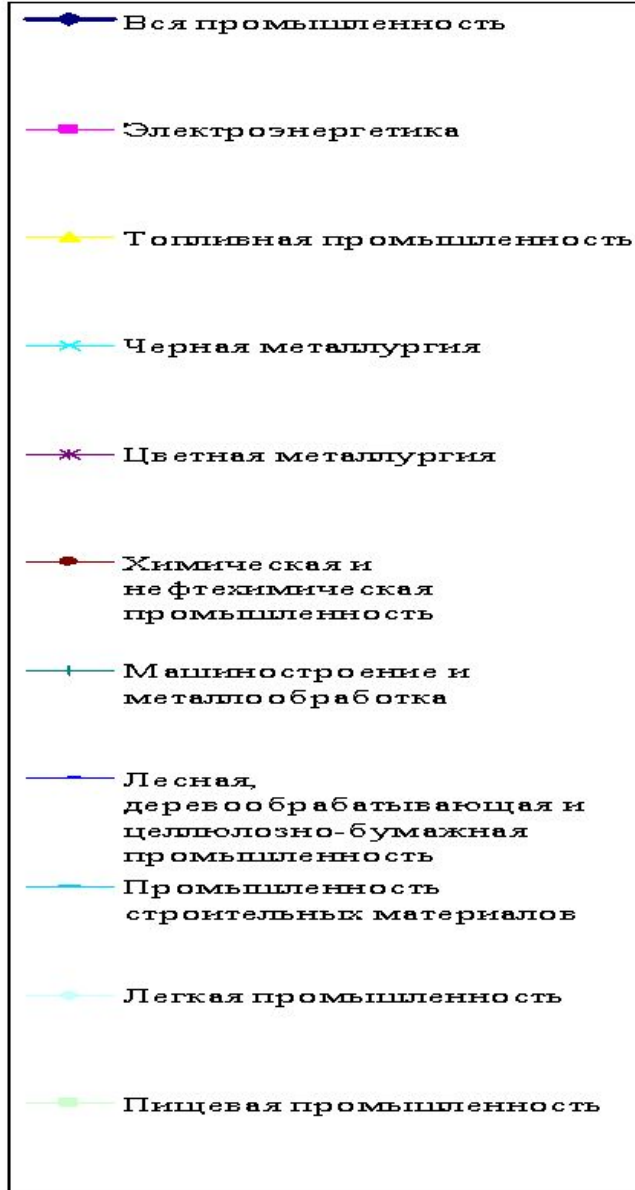 Вся промышленность
Электроэнергетика
Топливная промышленность
Черная металлургия
Цветная металлургия
Химическая и
нефтехимическая
промышленность
Машиностроение и
металлообработка
Лесная,
деревообрабатывающая и
целлюлозно-бумажная
промышленность
Промышленность
строительных материалов
Легкая промышленность
Пищевая промышленность